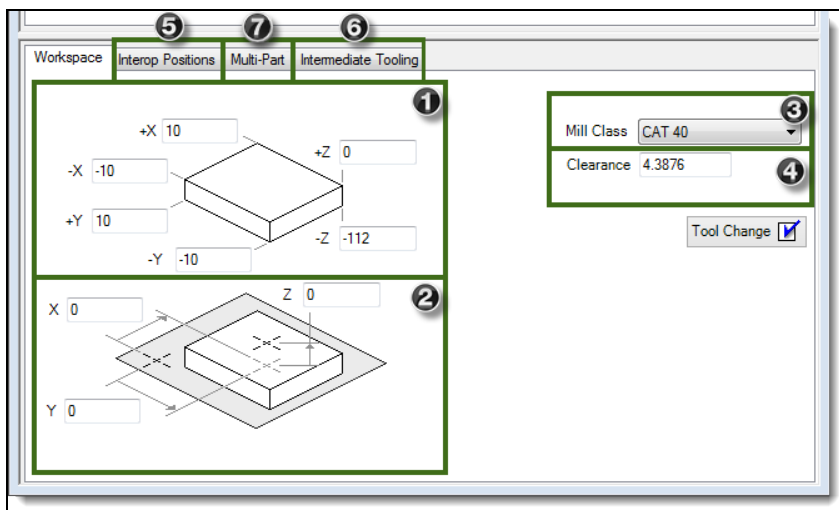 5 7 6
Workspace Interop Positions Multi-Part Intermediate Tooling
1
+X 10
+Z 0
-X -10
+Y 10
-Z -112
-Y -10
3
Mill Class CAT 40
Clearance 4.3876
4
Tool Change
2
Z 0
X 0
Y 0